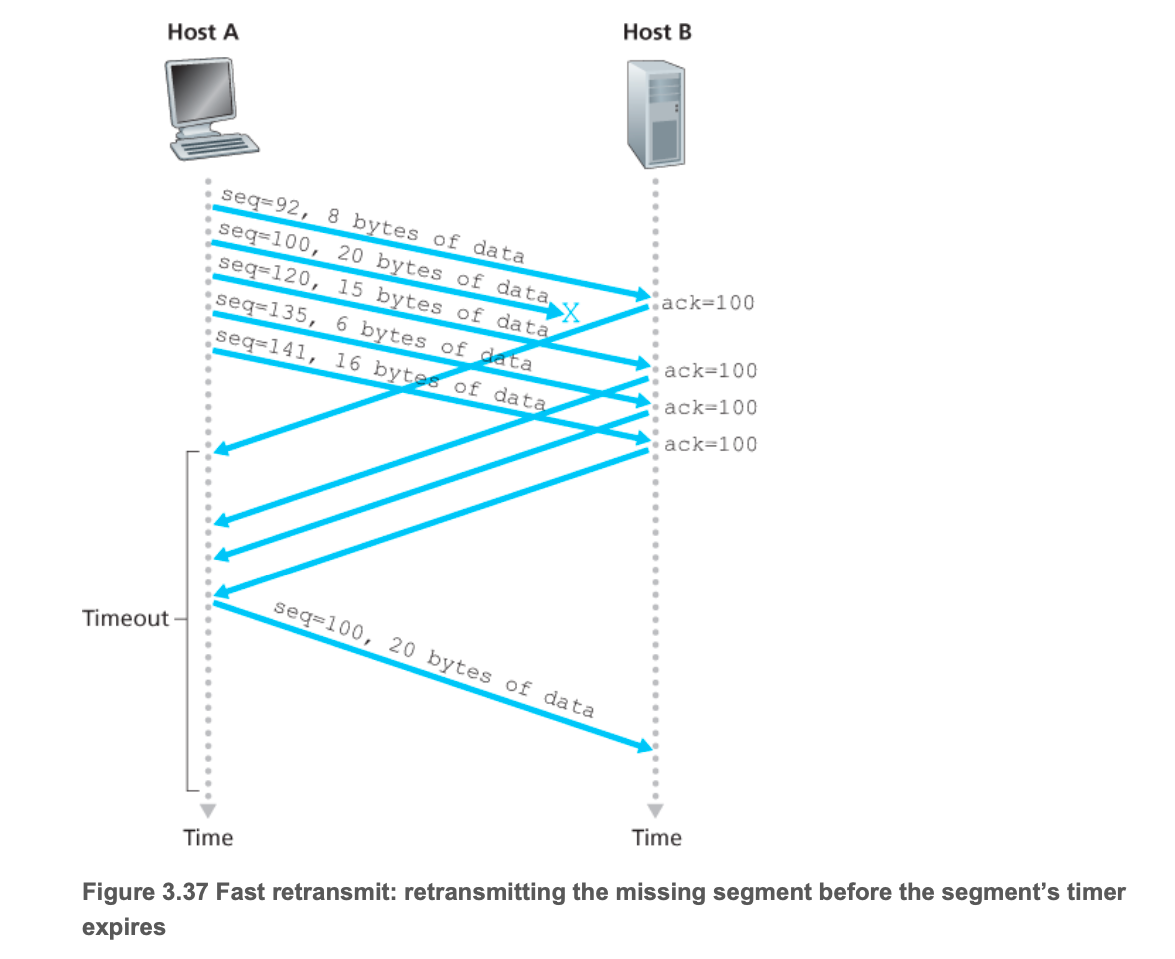 Host A
Host B
seq=92, 8 bytes of data
seq=100, 20 bytes of data
X
seq=120, 15 bytes of data
seq=135, 6 bytes of data
seq=141, 16 bytes of data
ack=100
ack=100
ack=100
ack=100
Timeout
seq=100, 20 bytes of data
Time
Time
Figure 3.37 Fast retransmit: retransmitting the missing segment before the segment’s timer
expires